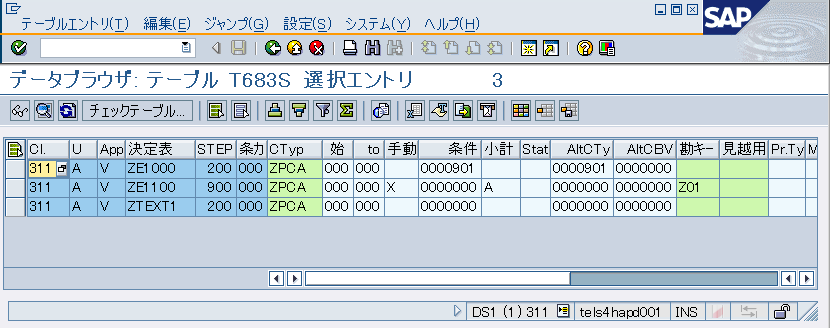 テーブルエントリ(T) 編集(E) ジャンプ(G) 設定(S) システム(Y) ヘルプ(H)
SAP
データブラウザ: テーブル T683S 選択エントリ 3
チェックテーブル...
Cl. U App 決定表 STEP 条カ CTyp 始 to 手動 条件 小計 Stat AltCTy AltCBV 勘キー 見越用 Pr.Ty M
311 A V ZE1000 200 000 ZPCA 000 000 0000901 0000901 0000000
311 A V ZE1100 900 000 ZPCA 000 000 X 0000000 A 0000000 0000000 Z01
311 A V ZTEXT1 200 000 ZPCA 000 000 0000000 0000000 0000000
DS1 (1) 311 tels4hapd001 INS